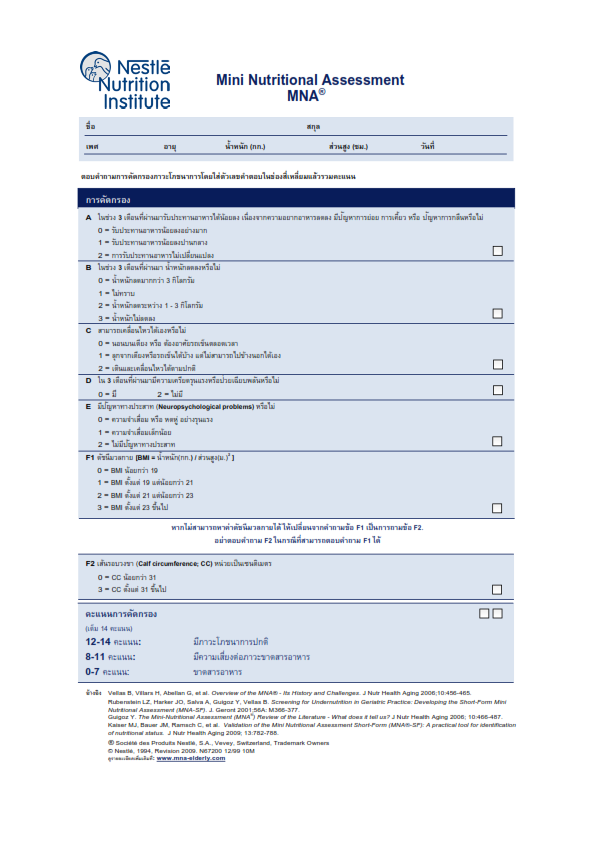 Nestlé
Nutrition
Institute
Mini Nutritional Assessment
MNA®
ชื่อ สกุล
เพศ อายุ น้ำหนัก (กก.) ส่วนสูง (ซม.) วันที่
ตอบคำถามการคัดกรองภาวะโภชนาการโดยใส่ตัวเลขคำตอบในช่องสี่เหลี่ยมแล้วรวมคะแนน
การคัดกรอง
A ในช่วง 3 เดือนที่ผ่านมารับประทานอาหารได้น้อยลง เนื่องจากความอยากอาหารลดลง มีปัญหาการย่อย การเคี้ยว หรือ ปัญหาการกลืนหรือไม่
0 = รับประทานอาหารน้อยลงอย่างมาก
1 = รับประทานอาหารน้อยลงปานกลาง
2 = การรับประทานอาหารไม่เปลี่ยนแปลง
B ในช่วง 3 เดือนที่ผ่านมา น้ำหนักลดลงหรือไม่
0 = น้ำหนักลดมากกว่า 3 กิโลกรัม
1 = ไม่ทราบ
2 = น้ำหนักลดระหว่าง 1 - 3 กิโลกรัม
3 = น้ำหนักไม่ลดลง
C สามารถเคลื่อนไหวได้เองหรือไม่
0 = นอนบนเตียง หรือ ต้องอาศัยรถเข็นตลอดเวลา
1 = ลุกจากเตียงหรือรถเข็นได้บ้าง แต่ไม่สามารถไปข้างนอกได้เอง
2 = เดินและเคลื่อนไหวได้ตามปกติ
D ใน 3 เดือนที่ผ่านมามีความเครียดรุนแรงหรือป่วยเฉียบพลันหรือไม่
0 = มี 2 = ไม่มี
E มีปัญหาทางประสาท (Neuropsychological problems) หรือไม่
0 = ความจำเสื่อม หรือ หดหู่ อย่างรุนแรง
1 = ความจำเสื่อมเล็กน้อย
2 = ไม่มีปัญหาทางประสาท
F1 ดัชนีมวลกาย [BMI = น้ำหนัก(กก.) / ส่วนสูง(ม.)² ]
0 = BMI น้อยกว่า 19
1 = BMI ตั้งแต่ 19 แต่น้อยกว่า 21
2 = BMI ตั้งแต่ 21 แต่น้อยกว่า 23
3 = BMI ตั้งแต่ 23 ขึ้นไป
หากไม่สามารถหาค่าดัชนีมวลกายได้ ให้เปลี่ยนจากคำถามข้อ F1 เป็นการถามข้อ F2.
อย่าตอบคำถาม F2 ในกรณีที่สามารถตอบคำถาม F1 ได้
F2 เส้นรอบวงขา (Calf circumference; CC) หน่วยเป็นเซนติเมตร
0 = CC น้อยกว่า 31
3 = CC ตั้งแต่ 31 ขึ้นไป
คะแนนการคัดกรอง
(เต็ม 14 คะแนน)
12-14 คะแนน: มีภาวะโภชนาการปกติ
8-11 คะแนน: มีความเสี่ยงต่อภาวะขาดสารอาหาร
0-7 คะแนน: ขาดสารอาหาร
อ้างอิง Vellas B, Villars H, Abellan G, et al. Overview of the MNA® - Its History and Challenges. J Nutr Health Aging 2006;10:456-465.
Rubenstein LZ, Harker JO, Salva A, Guigoz Y, Vellas B. Screening for Undernutrition in Geriatric Practice: Developing the Short-Form Mini
Nutritional Assessment (MNA-SF). J. Geront 2001;56A: M366-377.
Guigoz Y. The Mini-Nutritional Assessment (MNA®) Review of the Literature - What does it tell us? J Nutr Health Aging 2006; 10:466-487.
Kaiser MJ, Bauer JM, Ramsch C, et al. Validation of the Mini Nutritional Assessment Short-Form (MNA®-SF): A practical tool for identification
of nutritional status. J Nutr Health Aging 2009; 13:782-788.
® Société des Produits Nestlé, S.A., Vevey, Switzerland, Trademark Owners
© Nestlé, 1994, Revision 2009. N67200 12/99 10M
ดูรายละเอียดเพิ่มเติมที่: www.mna-elderly.com